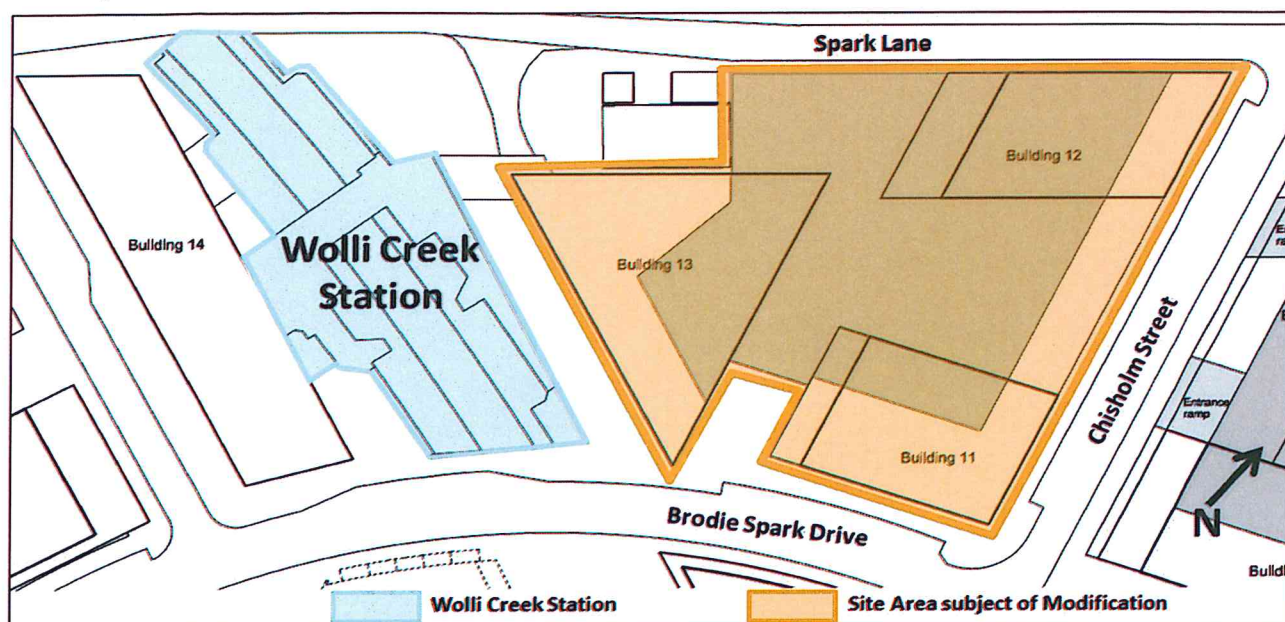 Spark Lane
Building 12
Building 14
Wolli Creek
Station
Building 13
Chisholm Street
Entrance
ramp
Building 11
N
Brodie Spark Drive
Wolli Creek Station
Site Area subject of Modification